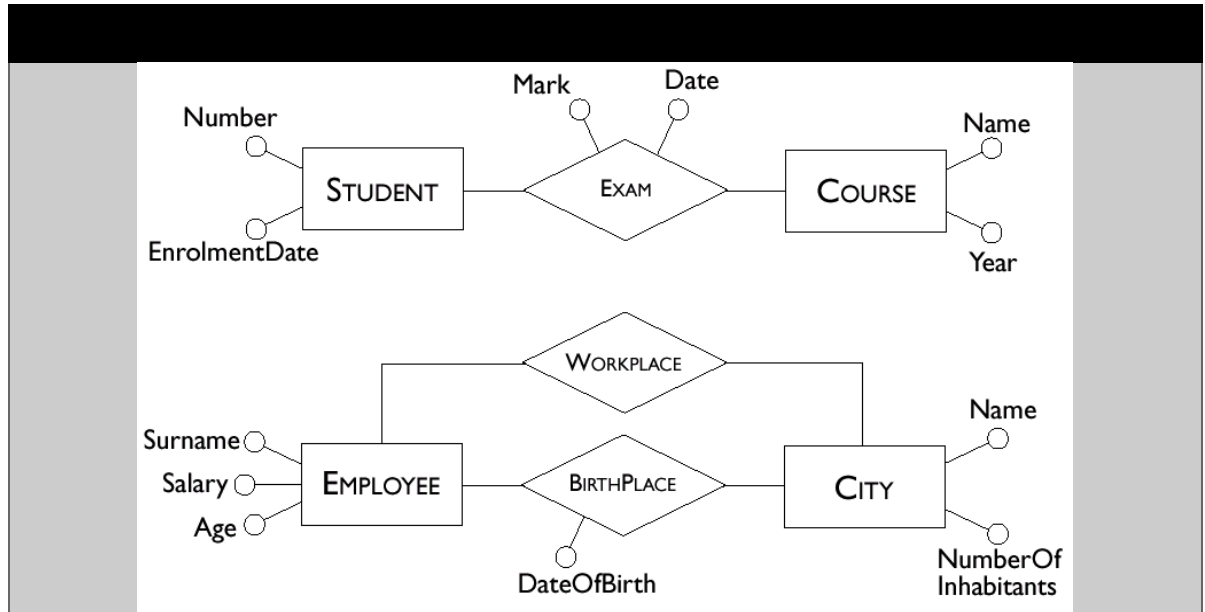 Mark
Date
Number
Name
STUDENT
EXAM
COURSE
EnrolmentDate
Year
WORKPLACE
Name
Surname
Salary
EMPLOYEE
BIRTHPLACE
CITY
Age
DateOfBirth
NumberOf
Inhabitants